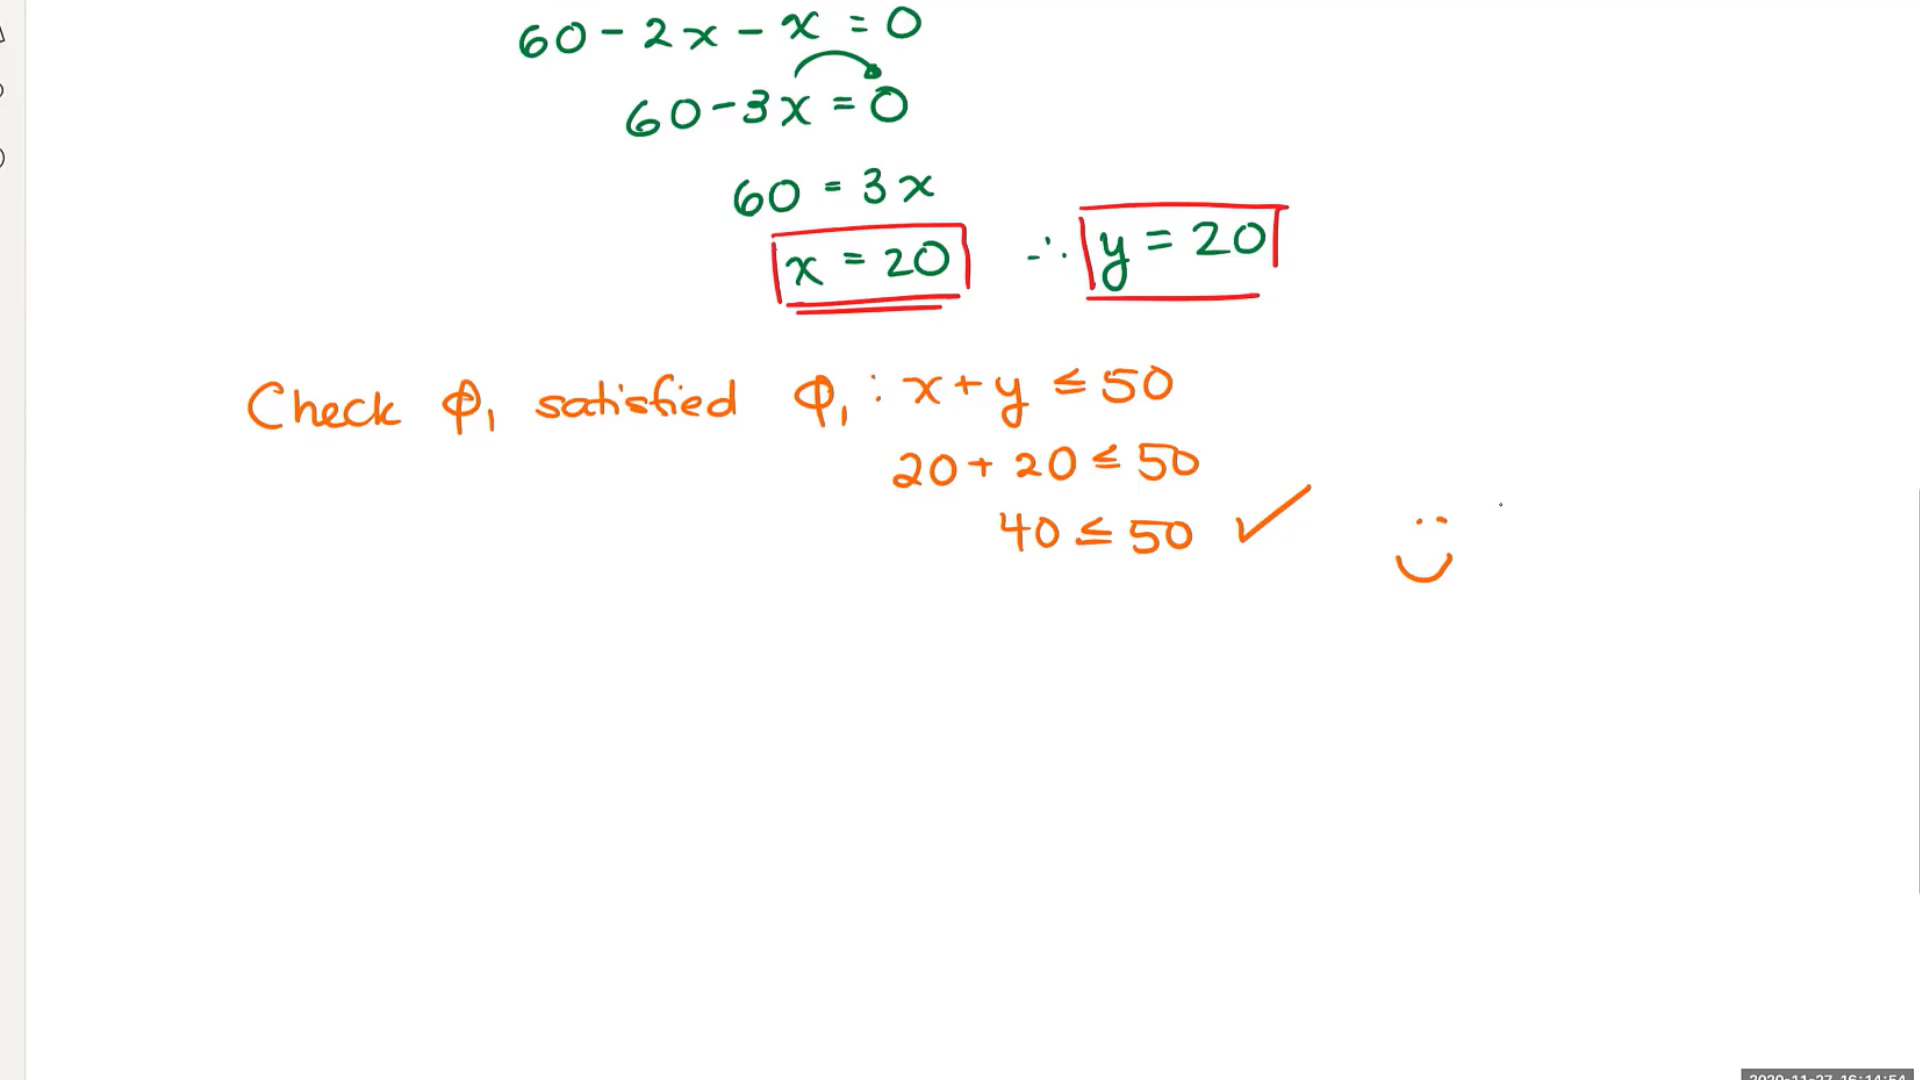 60 - 2x - x = 0
60 - 3x = 0
60 = 3x
x = 20 ∴ y = 20
Check φ₁ satisfied φ₁ : x + y ≤ 50
20 + 20 ≤ 50
40 ≤ 50 ✓